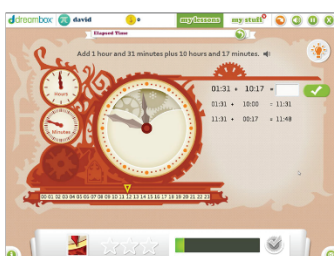 dreambox david 0 my lessons my stuff
Elapsed Time
Add 1 hour and 31 minutes plus 10 hours and 17 minutes.
01:31 + 10:17 =
Hours
01:31 + 10:00 = 11:31
11:31 + 00:17 = 11:48
Minutes
00 01 02 03 04 05 06 07 08 09 10 11 12 13 14 15 16 17 18 19 20 21 22 23